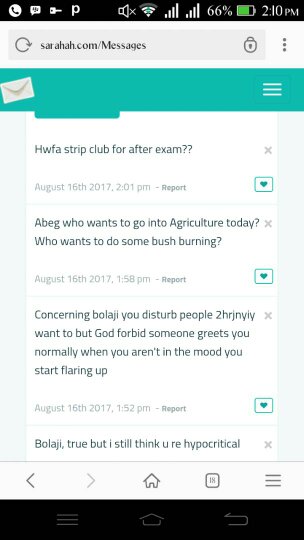 66% 2:10 PM
sarahah.com/Messages
Hwfa strip club for after exam??
August 16th 2017, 2:01 pm - Report
Abeg who wants to go into Agriculture today?
Who wants to do some bush burning?
August 16th 2017, 1:58 pm - Report
Concerning bolaji you disturb people 2hrjnyiy
want to but God forbid someone greets you
normally when you aren't in the mood you
start flaring up
August 16th 2017, 1:52 pm - Report
Bolaji, true but i still think u re hypocritical
18